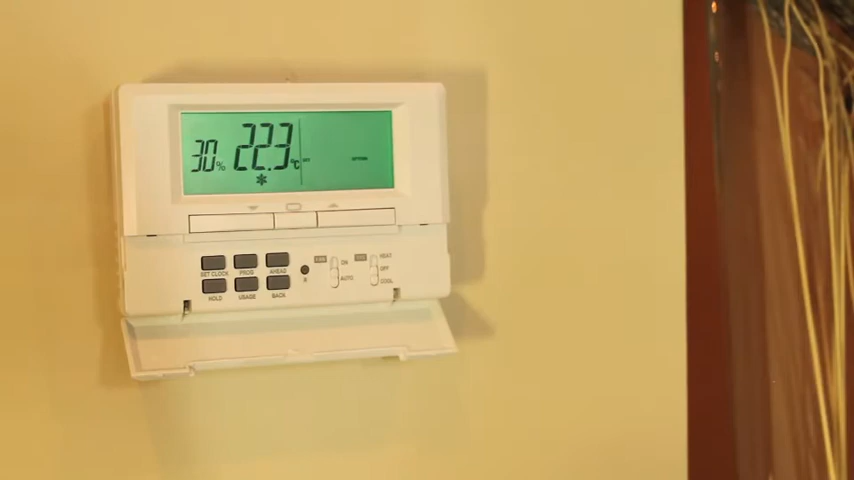 30% 22.3°C
SET CLOCK PROG AHEAD
HOLD USAGE BACK
R
ON
AUTO
HEAT
OFF
COOL